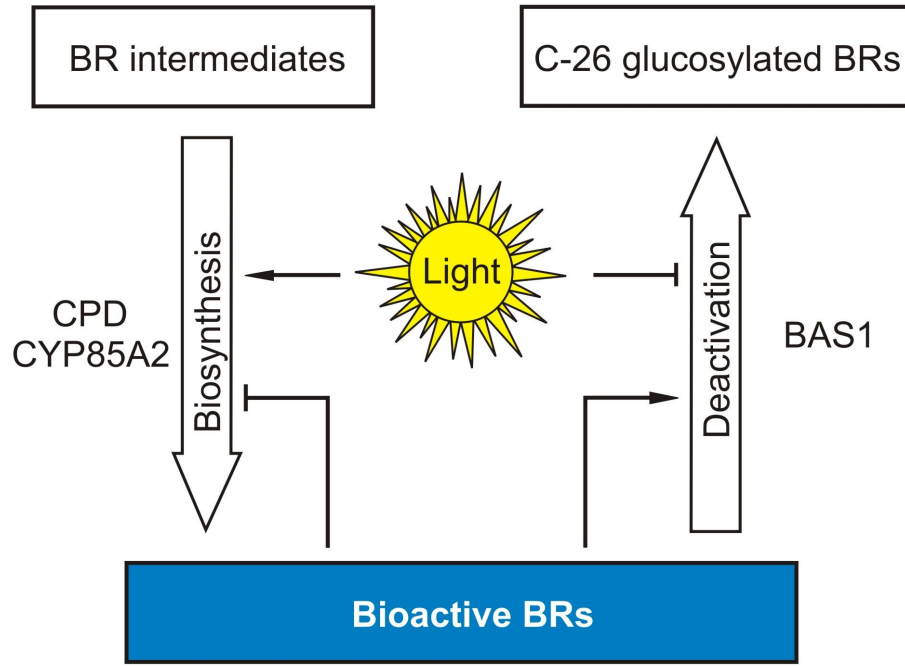 BR intermediates
C-26 glucosylated BRs
Biosynthesis
Light
Deactivation
CPD
CYP85A2
BAS1
Bioactive BRs